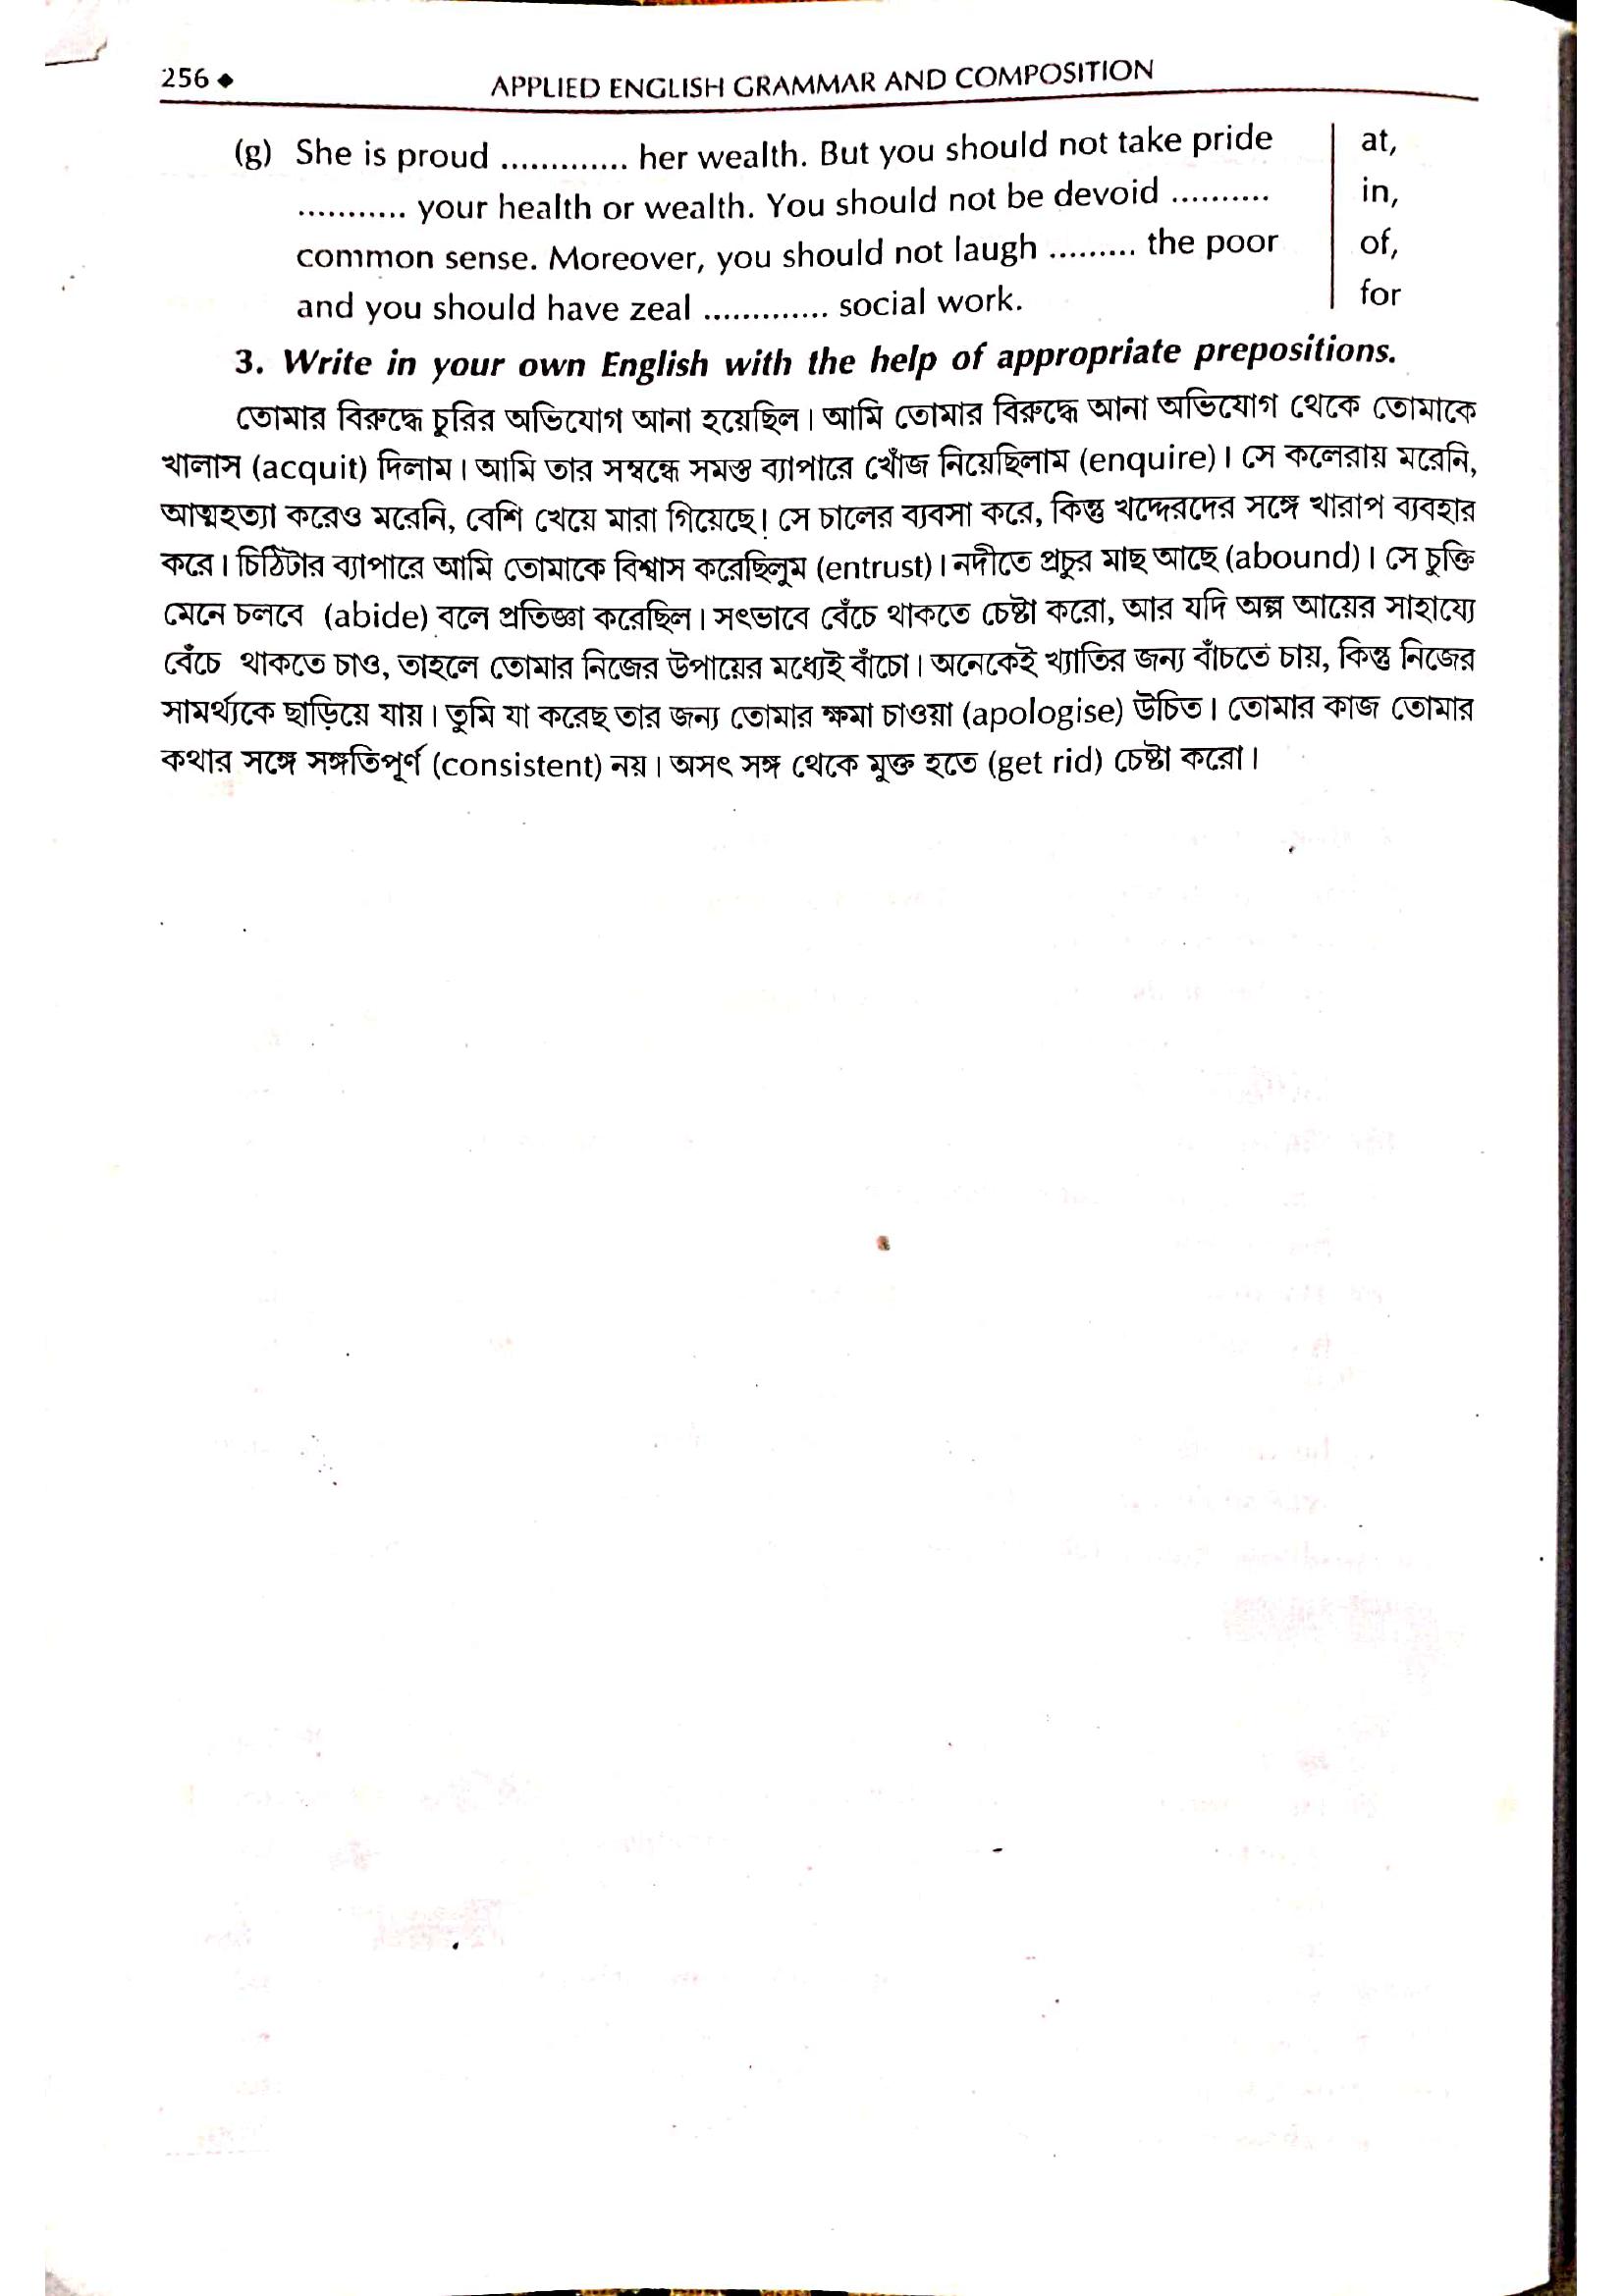 256 ◆ APPLIED ENGLISH GRAMMAR AND COMPOSITION
(g) She is proud ............. her wealth. But you should not take pride at,
........... your health or wealth. You should not be devoid .......... in,
common sense. Moreover, you should not laugh ......... the poor of,
and you should have zeal ............. social work. for
3. Write in your own English with the help of appropriate prepositions.
তোমার বিরুদ্ধে চুরির অভিযোগ আনা হয়েছিল। আমি তোমার বিরুদ্ধে আনা অভিযোগ থেকে তোমাকে
খালাস (acquit) দিলাম। আমি তার সম্বন্ধে সমস্ত ব্যাপারে খোঁজ নিয়েছিলাম (enquire)। সে কলেরায় মরেনি,
আত্মহত্যা করেও মরেনি, বেশি খেয়ে মারা গিয়েছে! সে চালের ব্যবসা করে, কিন্তু খদ্দেরদের সঙ্গে খারাপ ব্যবহার
করে। চিঠিটার ব্যাপারে আমি তোমাকে বিশ্বাস করেছিলুম (entrust)। নদীতে প্রচুর মাছ আছে (abound)। সে চুক্তি
মেনে চলবে (abide) বলে প্রতিজ্ঞা করেছিল। সৎভাবে বেঁচে থাকতে চেষ্টা করো, আর যদি অল্প আয়ের সাহায্যে
বেঁচে থাকতে চাও, তাহলে তোমার নিজের উপায়ের মধ্যেই বাঁচো। অনেকেই খ্যাতির জন্য বাঁচতে চায়, কিন্তু নিজের
সামর্থ্যকে ছাড়িয়ে যায়। তুমি যা করেছ তার জন্য তোমার ক্ষমা চাওয়া (apologise) উচিত। তোমার কাজ তোমার
কথার সঙ্গে সঙ্গতিপূর্ণ (consistent) নয়। অসৎ সঙ্গ থেকে মুক্ত হতে (get rid) চেষ্টা করো।